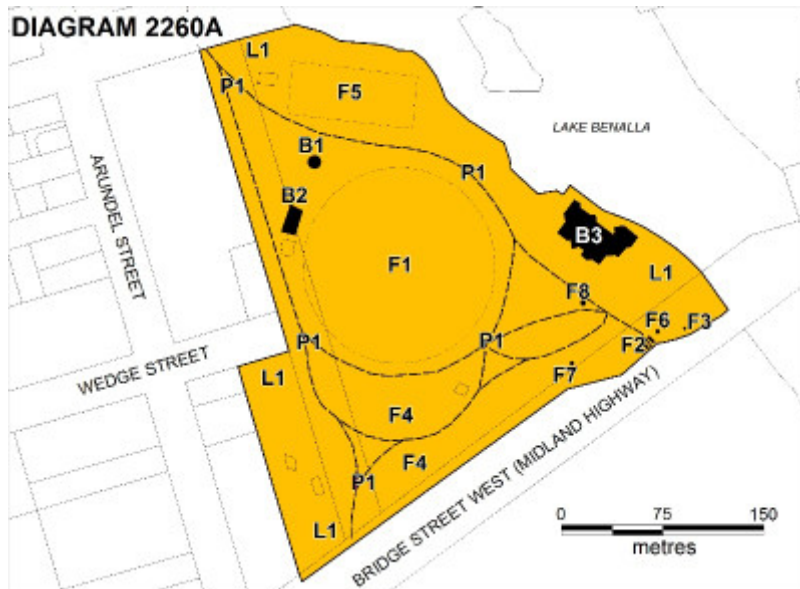 DIAGRAM 2260A
L1
P1
F5
LAKE BENALLA
ARUNDEL STREET
B1
P1
B2
B3
F1
L1
F8
F6
F3
P1
P1
F2
WEDGE STREET
L1
F7
F4
F4
P1
L1
BRIDGE STREET WEST (MIDLAND HIGHWAY)
0 75 150
metres